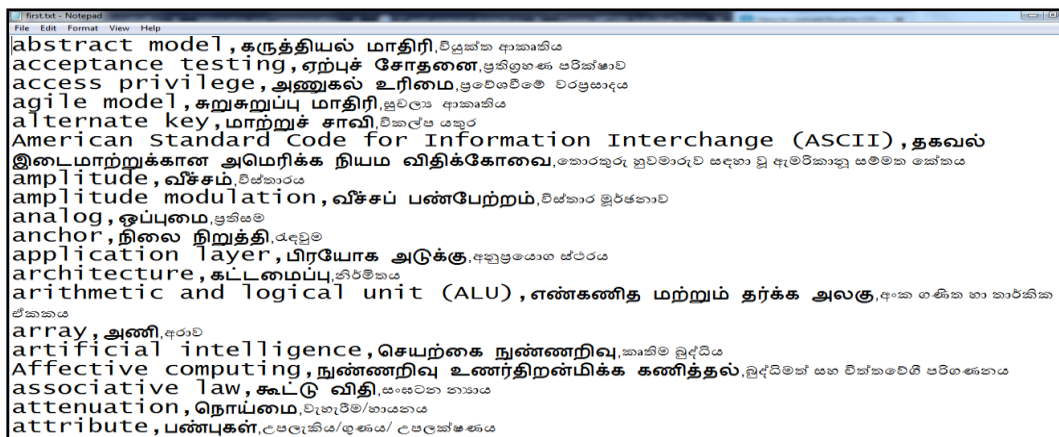 first.txt - Notepad
File Edit Format View Help
abstract model,கருத்தியல் மாதிரி,වියුක්ත ආකෘතිය
acceptance testing,ஏற்புச் சோதனை,ප්‍රතිග්‍රහණ පරීක්ෂාව
access privilege,அணுகல் உரிமை,ප්‍රවේශවීමේ වරප්‍රසාදය
agile model,சுறுசுறுப்பு மாதிரி,සුචල්‍ය ආකෘතිය
alternate key,மாற்றுச் சாவி,විකල්ප යතුර
American Standard Code for Information Interchange (ASCII),தகவல்
இடைமாற்றுக்கான அமெரிக்க நியம விதிக்கோவை,තොරතුරු හුවමාරුව සඳහා වූ ඇමරිකානු සම්මත කේතය
amplitude,வீச்சம்,විස්තාරය
amplitude modulation,வீச்சப் பண்பேற்றம்,විස්තාර මූර්ඡනාව
analog,ஒப்புமை,ප්‍රතිසම
anchor,நிலை நிறுத்தி,රැඳවුම
application layer,பிரயோக அடுக்கு,අනුප්‍රයොග ස්ථරය
architecture,கட்டமைப்பு,නිර්මිතය
arithmetic and logical unit (ALU),எண்கணித மற்றும் தர்க்க அலகு,අංක ගණිත හා තාර්කික
ඒකකය
array,அணி,අරාව
artificial intelligence,செயற்கை நுண்ணறிவு,කෘතිම බුද්ධිය
Affective computing,நுண்ணறிவு உணர்திறன்மிக்க கணித்தல்,බුද්ධිමත් සහ චිත්තවේගී පරිගණනය
associative law,கூட்டு விதி,සංඝටන න්‍යාය
attenuation,நொய்மை,වැහැරීම/හායනය
attribute,பண்புகள்,උපලැකිය/ගුණය/ උපලක්ෂණය